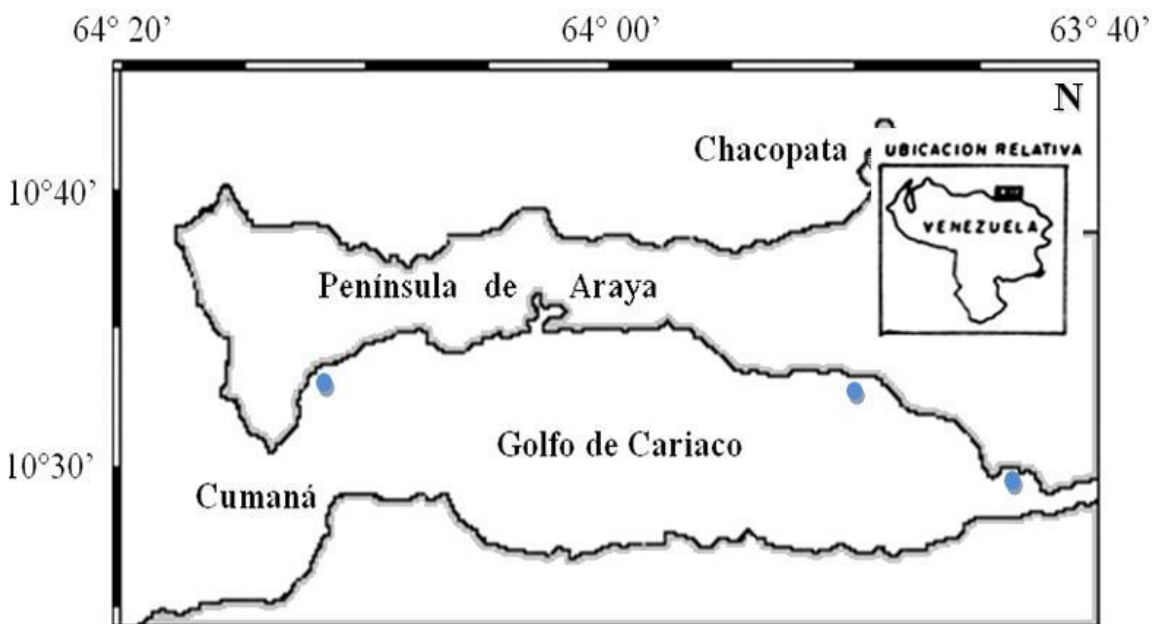 64° 20’ 64° 00’ 63° 40’
N
Chacopata
UBICACION RELATIVA
10°40’
VENEZUELA
Península de Araya
Golfo de Cariaco
10°30’
Cumaná